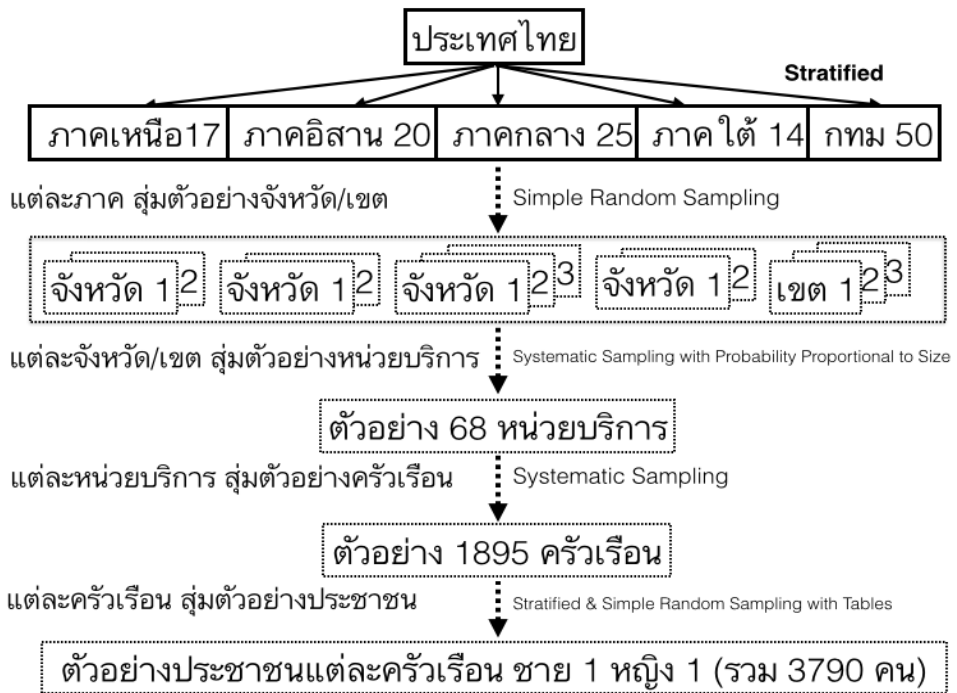 ประเทศไทย
Stratified
ภาคเหนือ17 ภาคอิสาน 20 ภาคกลาง 25 ภาคใต้ 14 กทม 50
แต่ละภาค สุ่มตัวอย่างจังหวัด/เขต Simple Random Sampling
จังหวัด 1 2 จังหวัด 1 2 จังหวัด 1 2 3 จังหวัด 1 2 เขต 1 2 3
แต่ละจังหวัด/เขต สุ่มตัวอย่างหน่วยบริการ Systematic Sampling with Probability Proportional to Size
ตัวอย่าง 68 หน่วยบริการ
แต่ละหน่วยบริการ สุ่มตัวอย่างครัวเรือน Systematic Sampling
ตัวอย่าง 1895 ครัวเรือน
แต่ละครัวเรือน สุ่มตัวอย่างประชาชน Stratified & Simple Random Sampling with Tables
ตัวอย่างประชาชนแต่ละครัวเรือน ชาย 1 หญิง 1 (รวม 3790 คน)